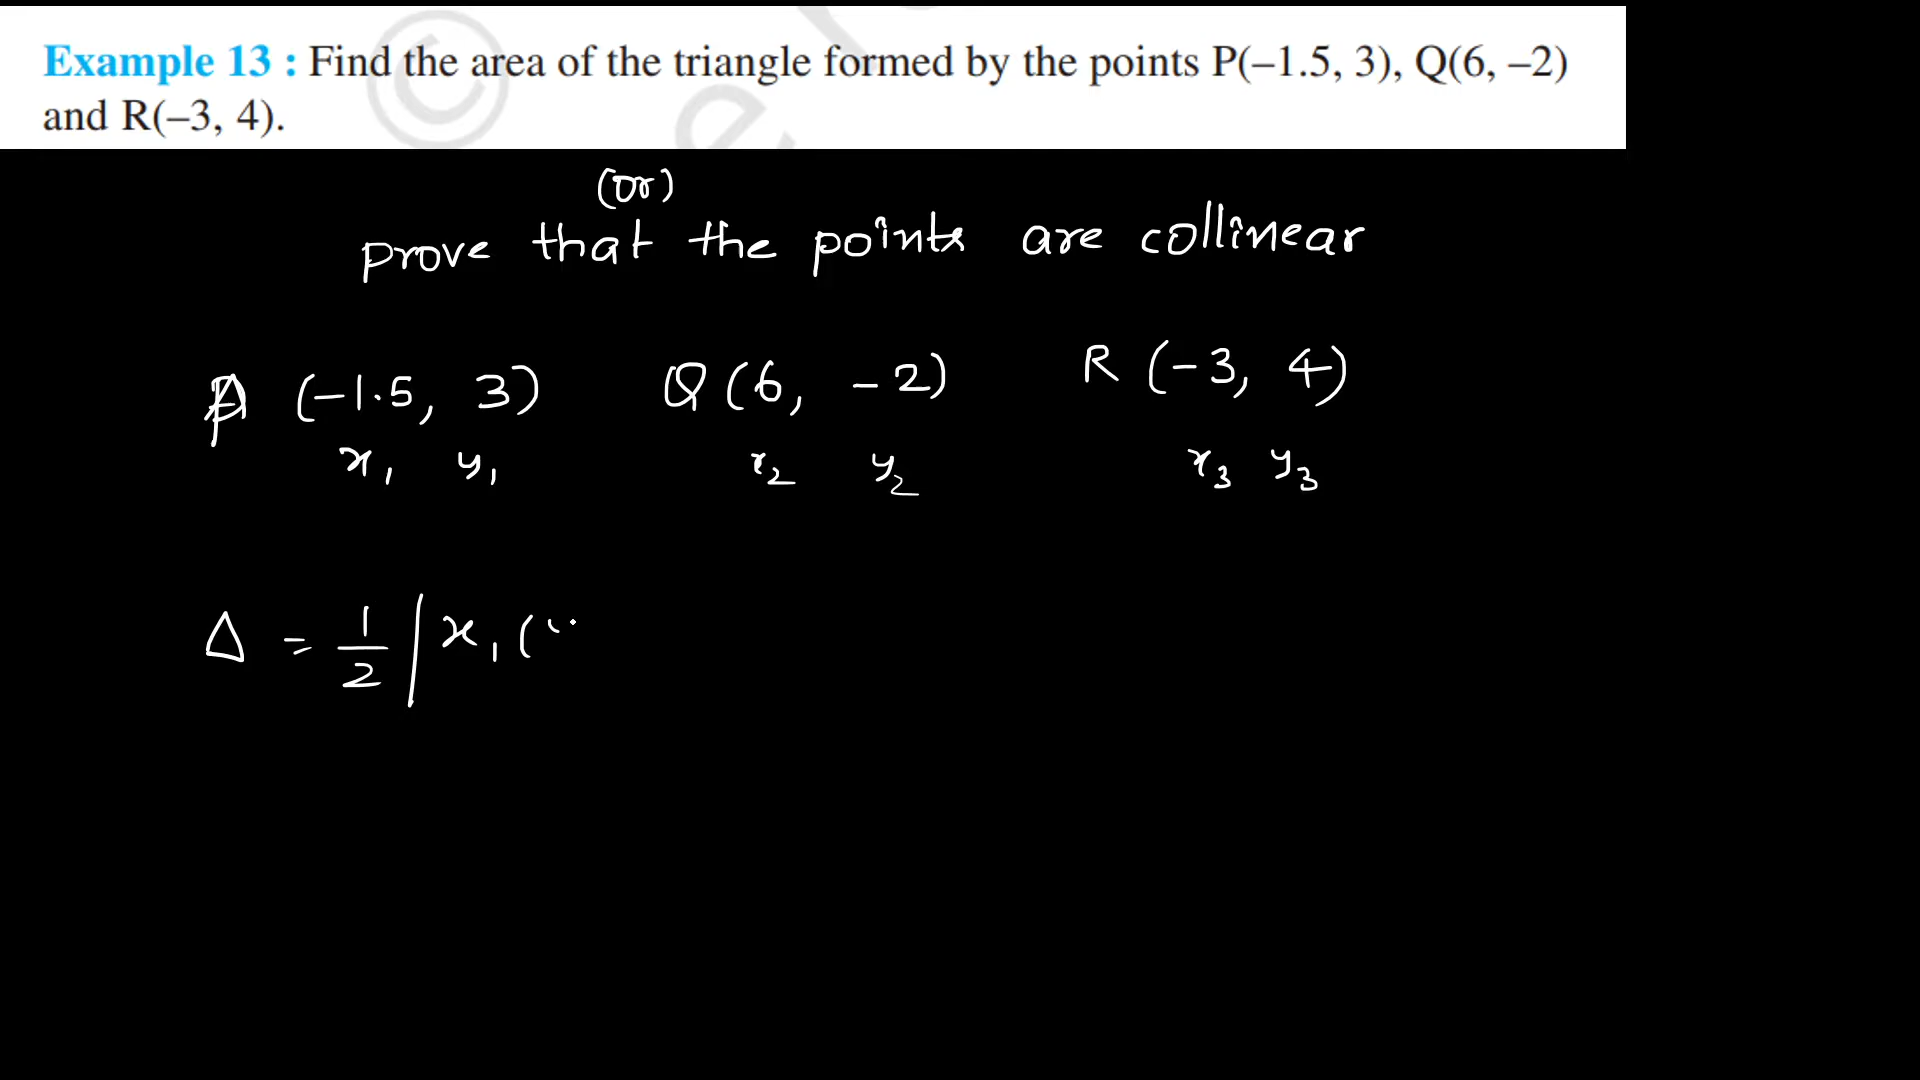 Example 13 : Find the area of the triangle formed by the points P(–1.5, 3), Q(6, –2)
and R(–3, 4).
(or)
prove that the points are collinear
P (-1.5, 3) Q (6, -2) R (-3, 4)
x₁ y₁ x₂ y₂ x₃ y₃
Δ = 1/2 | x₁ (